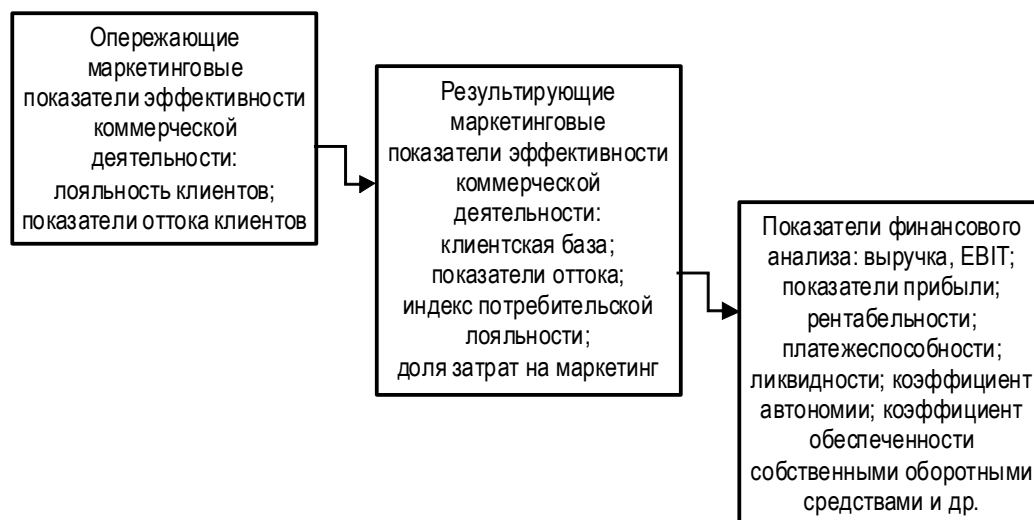 Опережающие
маркетинговые
показатели эффективности
коммерческой
деятельности:
лояльность клиентов;
показатели оттока клиентов
Результирующие
маркетинговые
показатели эффективности
коммерческой
деятельности:
клиентская база;
показатели оттока;
индекс потребительской
лояльности;
доля затрат на маркетинг
Показатели финансового
анализа: выручка, EBIT;
показатели прибыли;
рентабельности;
платежеспособности;
ликвидности; коэффициент
автономии; коэффициент
обеспеченности
собственными оборотными
средствами и др.